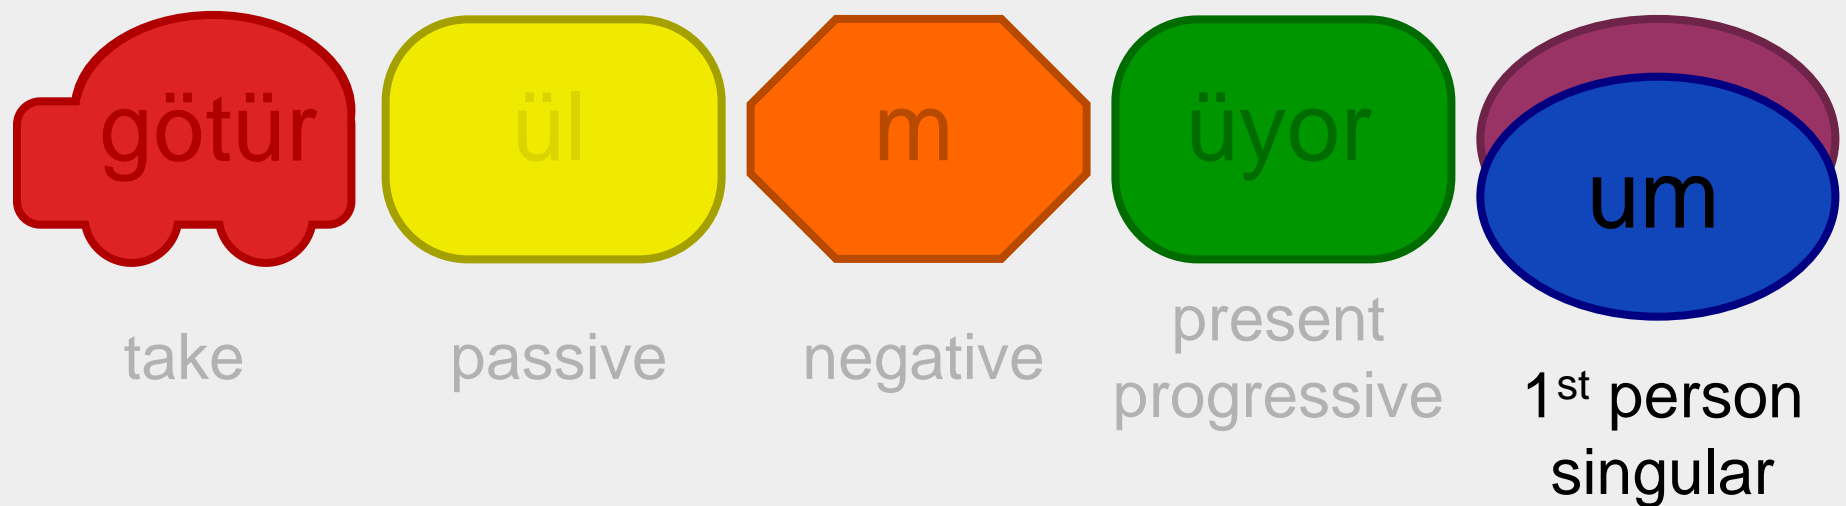 götür ül m üyor um
take passive negative present progressive 1st person singular